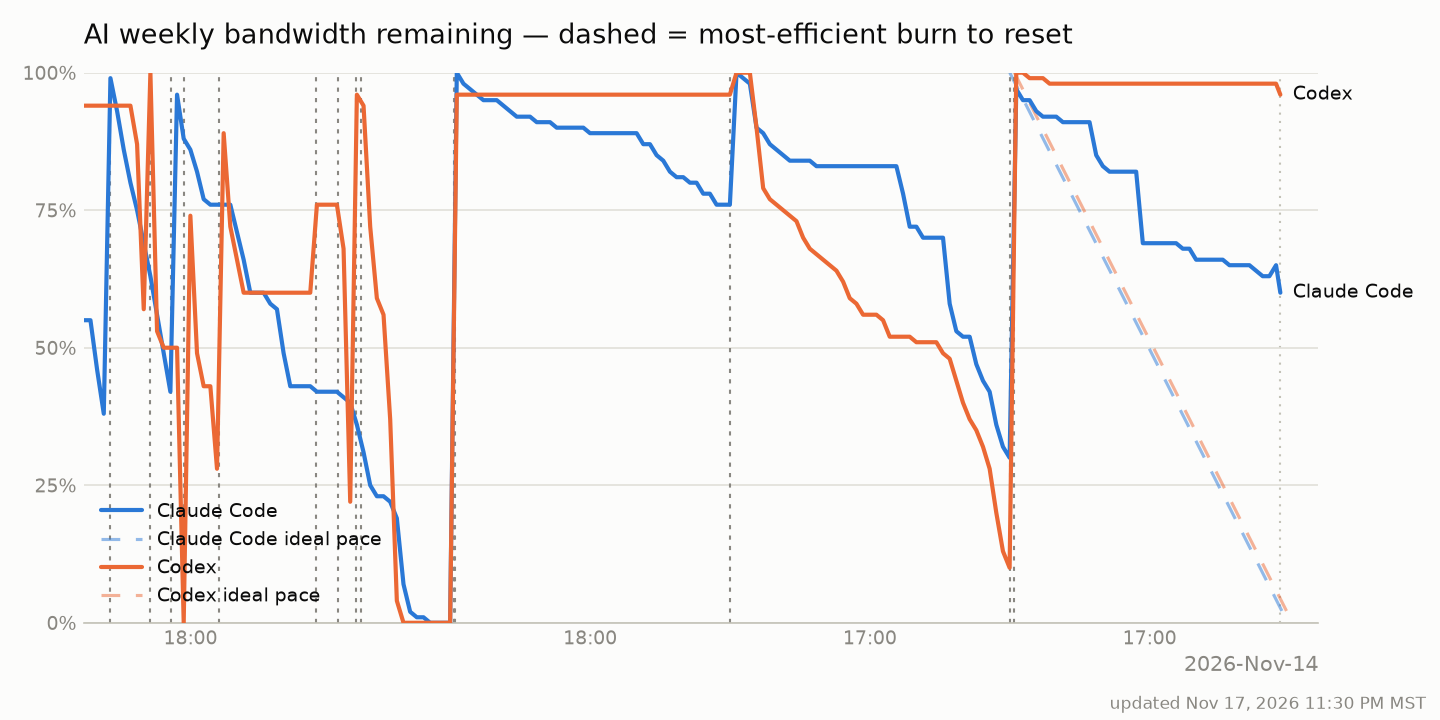 AI weekly bandwidth remaining — dashed = most-efficient burn to reset
100%
75%
50%
25%
0%
Codex
Claude Code
Claude Code
Claude Code ideal pace
Codex
Codex ideal pace
18:00
18:00
17:00
17:00
2026-Nov-14
updated Nov 17, 2026 11:30 PM MST